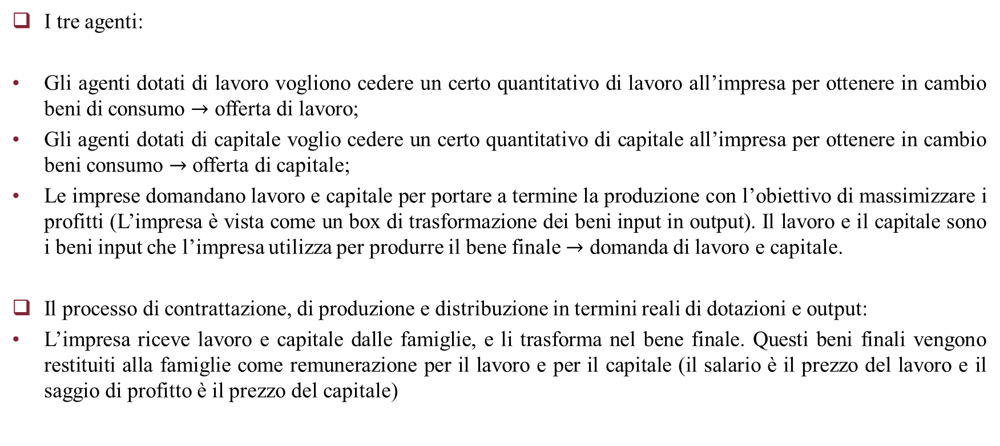 ❑ I tre agenti:
• Gli agenti dotati di lavoro vogliono cedere un certo quantitativo di lavoro all’impresa per ottenere in cambio
beni di consumo → offerta di lavoro;
• Gli agenti dotati di capitale voglio cedere un certo quantitativo di capitale all’impresa per ottenere in cambio
beni consumo → offerta di capitale;
• Le imprese domandano lavoro e capitale per portare a termine la produzione con l’obiettivo di massimizzare i
profitti (L’impresa è vista come un box di trasformazione dei beni input in output). Il lavoro e il capitale sono
i beni input che l’impresa utilizza per produrre il bene finale → domanda di lavoro e capitale.
❑ Il processo di contrattazione, di produzione e distribuzione in termini reali di dotazioni e output:
• L’impresa riceve lavoro e capitale dalle famiglie, e li trasforma nel bene finale. Questi beni finali vengono
restituiti alla famiglie come remunerazione per il lavoro e per il capitale (il salario è il prezzo del lavoro e il
saggio di profitto è il prezzo del capitale)